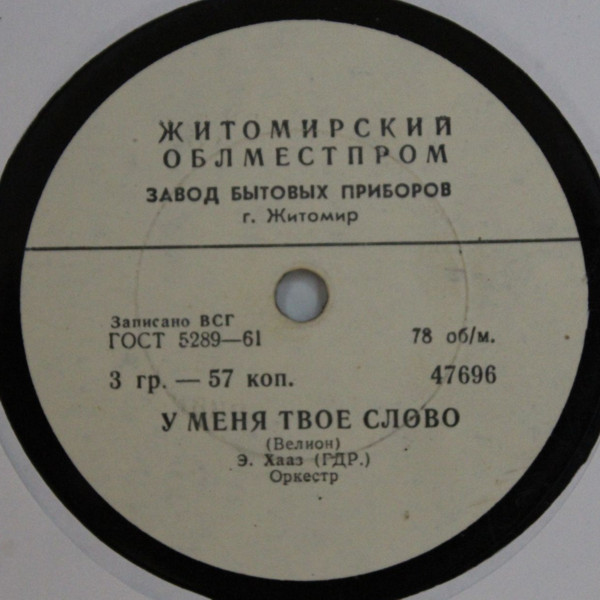 ЖИТОМИРСКИЙ
ОБЛМЕСТПРОМ
ЗАВОД БЫТОВЫХ ПРИБОРОВ
г. Житомир
Записано ВСГ
ГОСТ 5289—61 78 об/м.
3 гр. — 57 коп. 47696
У МЕНЯ ТВОЕ СЛОВО
(Велион)
Э. Хааз (ГДР.)
Оркестр